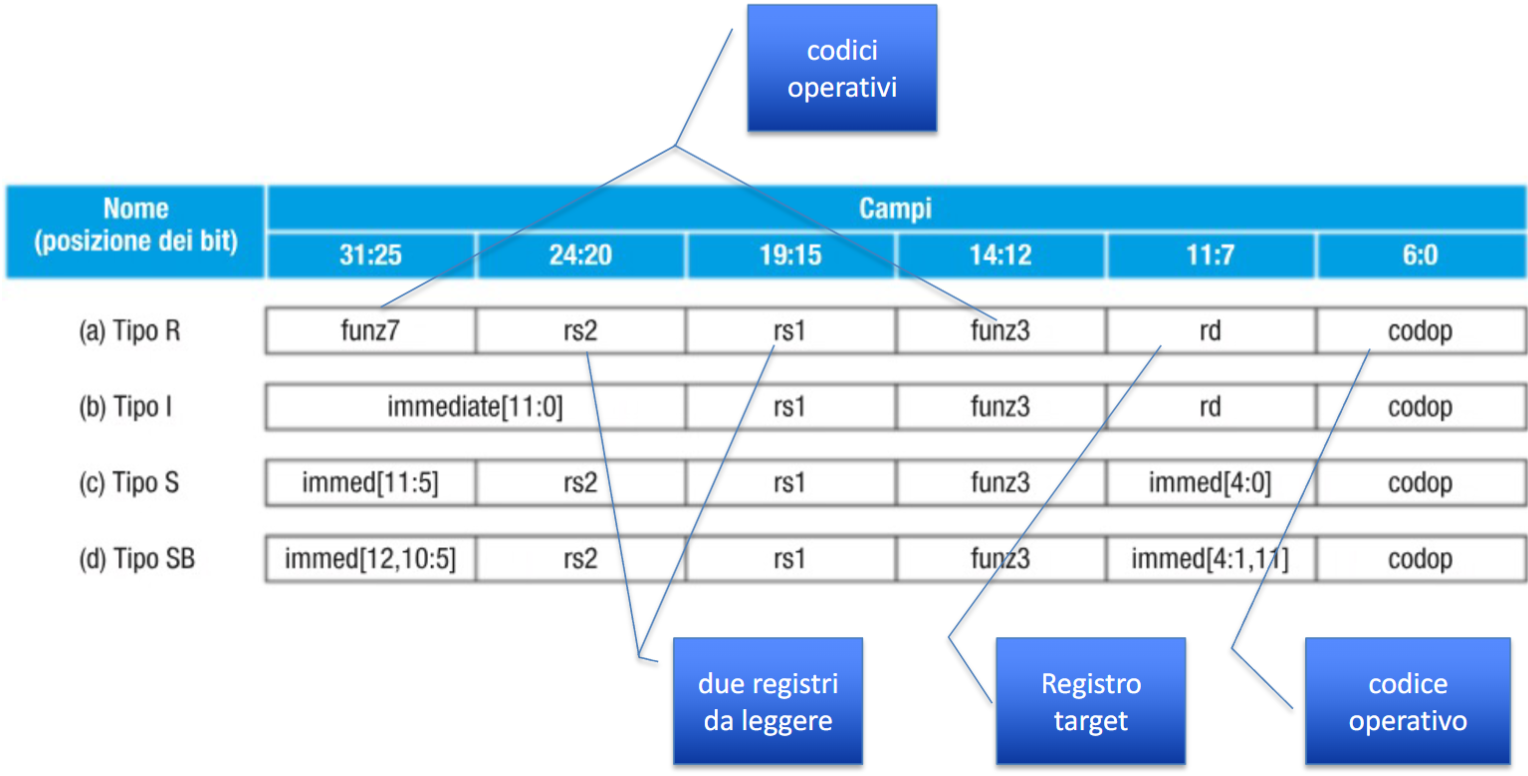 codici
operativi
Nome
(posizione dei bit)
Campi
31:25 24:20 19:15 14:12 11:7 6:0
(a) Tipo R funz7 rs2 rs1 funz3 rd codop
(b) Tipo I immediate[11:0] rs1 funz3 rd codop
(c) Tipo S immed[11:5] rs2 rs1 funz3 immed[4:0] codop
(d) Tipo SB immed[12,10:5] rs2 rs1 funz3 immed[4:1,11] codop
due registri
da leggere
Registro
target
codice
operativo